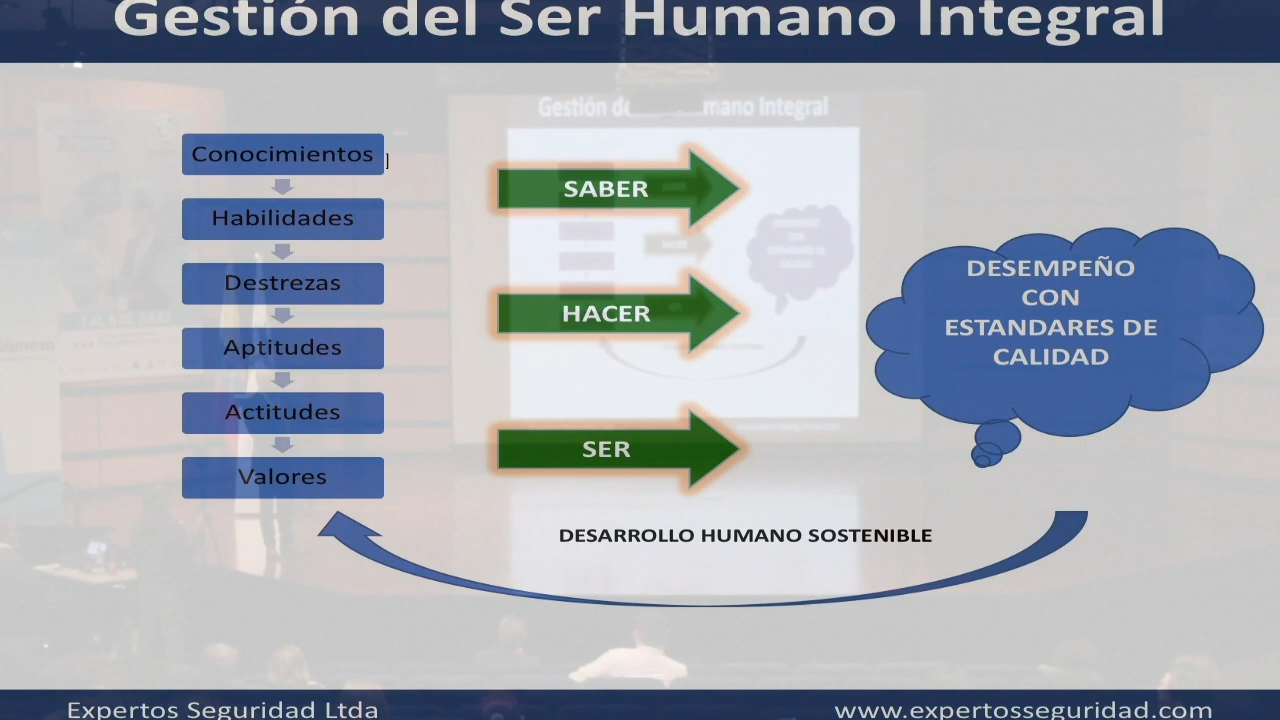 Gestión del Ser Humano Integral
Gestión de mano Integral
Conocimientos
Habilidades
Destrezas
Aptitudes
Actitudes
Valores
SABER
HACER
SER
DESEMPEÑO
CON
ESTANDARES DE
CALIDAD
DESARROLLO HUMANO SOSTENIBLE
Expertos Seguridad Ltda
www.expertosseguridad.com